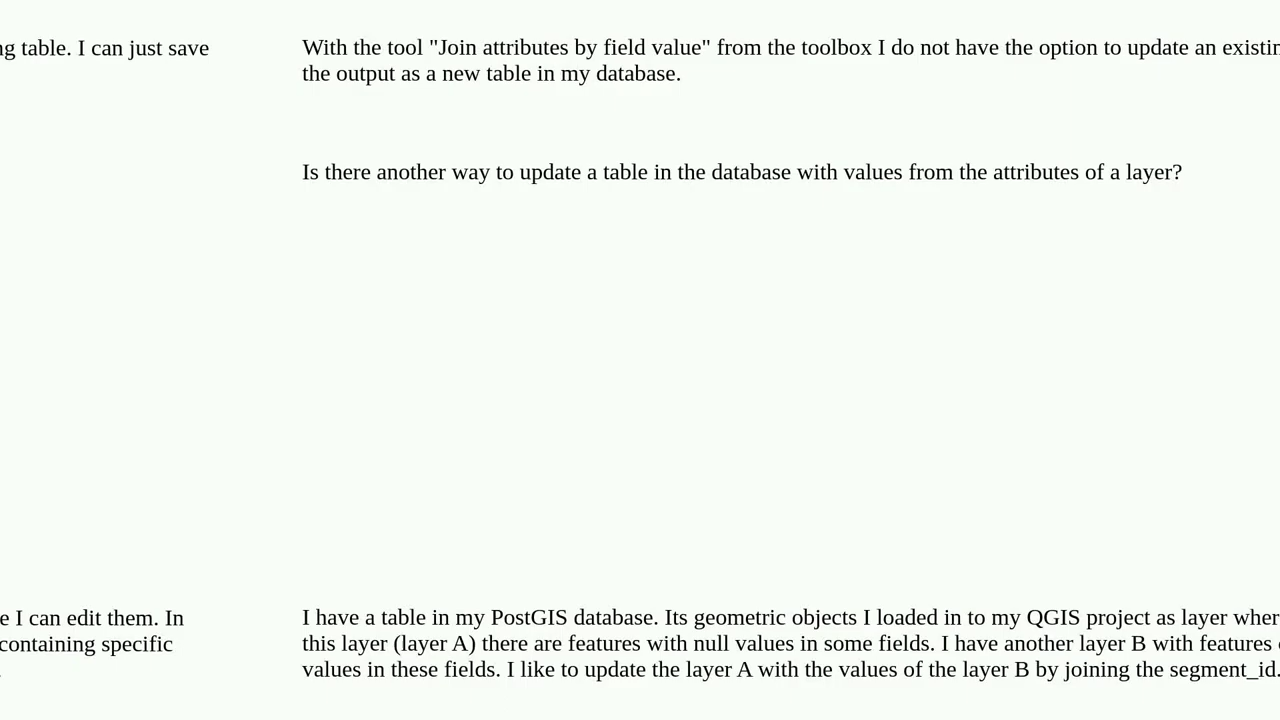 ng table. I can just save
With the tool "Join attributes by field value" from the toolbox I do not have the option to update an existin
the output as a new table in my database.
Is there another way to update a table in the database with values from the attributes of a layer?
e I can edit them. In
containing specific
I have a table in my PostGIS database. Its geometric objects I loaded in to my QGIS project as layer wher
this layer (layer A) there are features with null values in some fields. I have another layer B with features
values in these fields. I like to update the layer A with the values of the layer B by joining the segment_id.